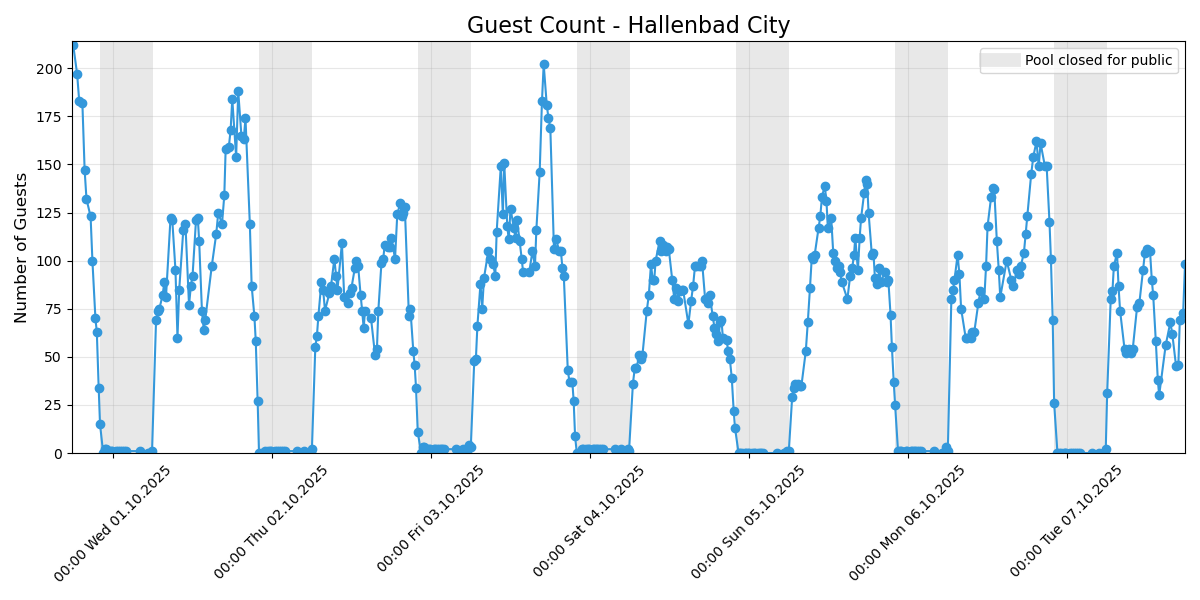 Guest Count - Hallenbad City
Pool closed for public
Number of Guests
200
175
150
125
100
75
50
25
0
00:00 Wed 01.10.2025
00:00 Thu 02.10.2025
00:00 Fri 03.10.2025
00:00 Sat 04.10.2025
00:00 Sun 05.10.2025
00:00 Mon 06.10.2025
00:00 Tue 07.10.2025